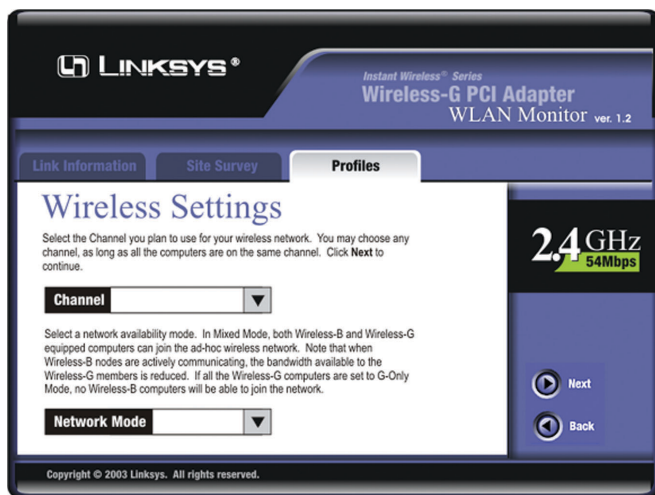 LINKSYS®
Instant Wireless® Series
Wireless-G PCI Adapter
WLAN Monitor ver. 1.2
Link Information
Site Survey
Profiles
Wireless Settings
Select the Channel you plan to use for your wireless network. You may choose any
channel, as long as all the computers are on the same channel. Click Next to
continue.
Channel
Select a network availability mode. In Mixed Mode, both Wireless-B and Wireless-G
equipped computers can join the ad-hoc wireless network. Note that when
Wireless-B nodes are actively communicating, the bandwidth available to the
Wireless-G members is reduced. If all the Wireless-G computers are set to G-Only
Mode, no Wireless-B computers will be able to join the network.
Network Mode
2.4 GHz
54Mbps
Next
Back
Copyright © 2003 Linksys. All rights reserved.